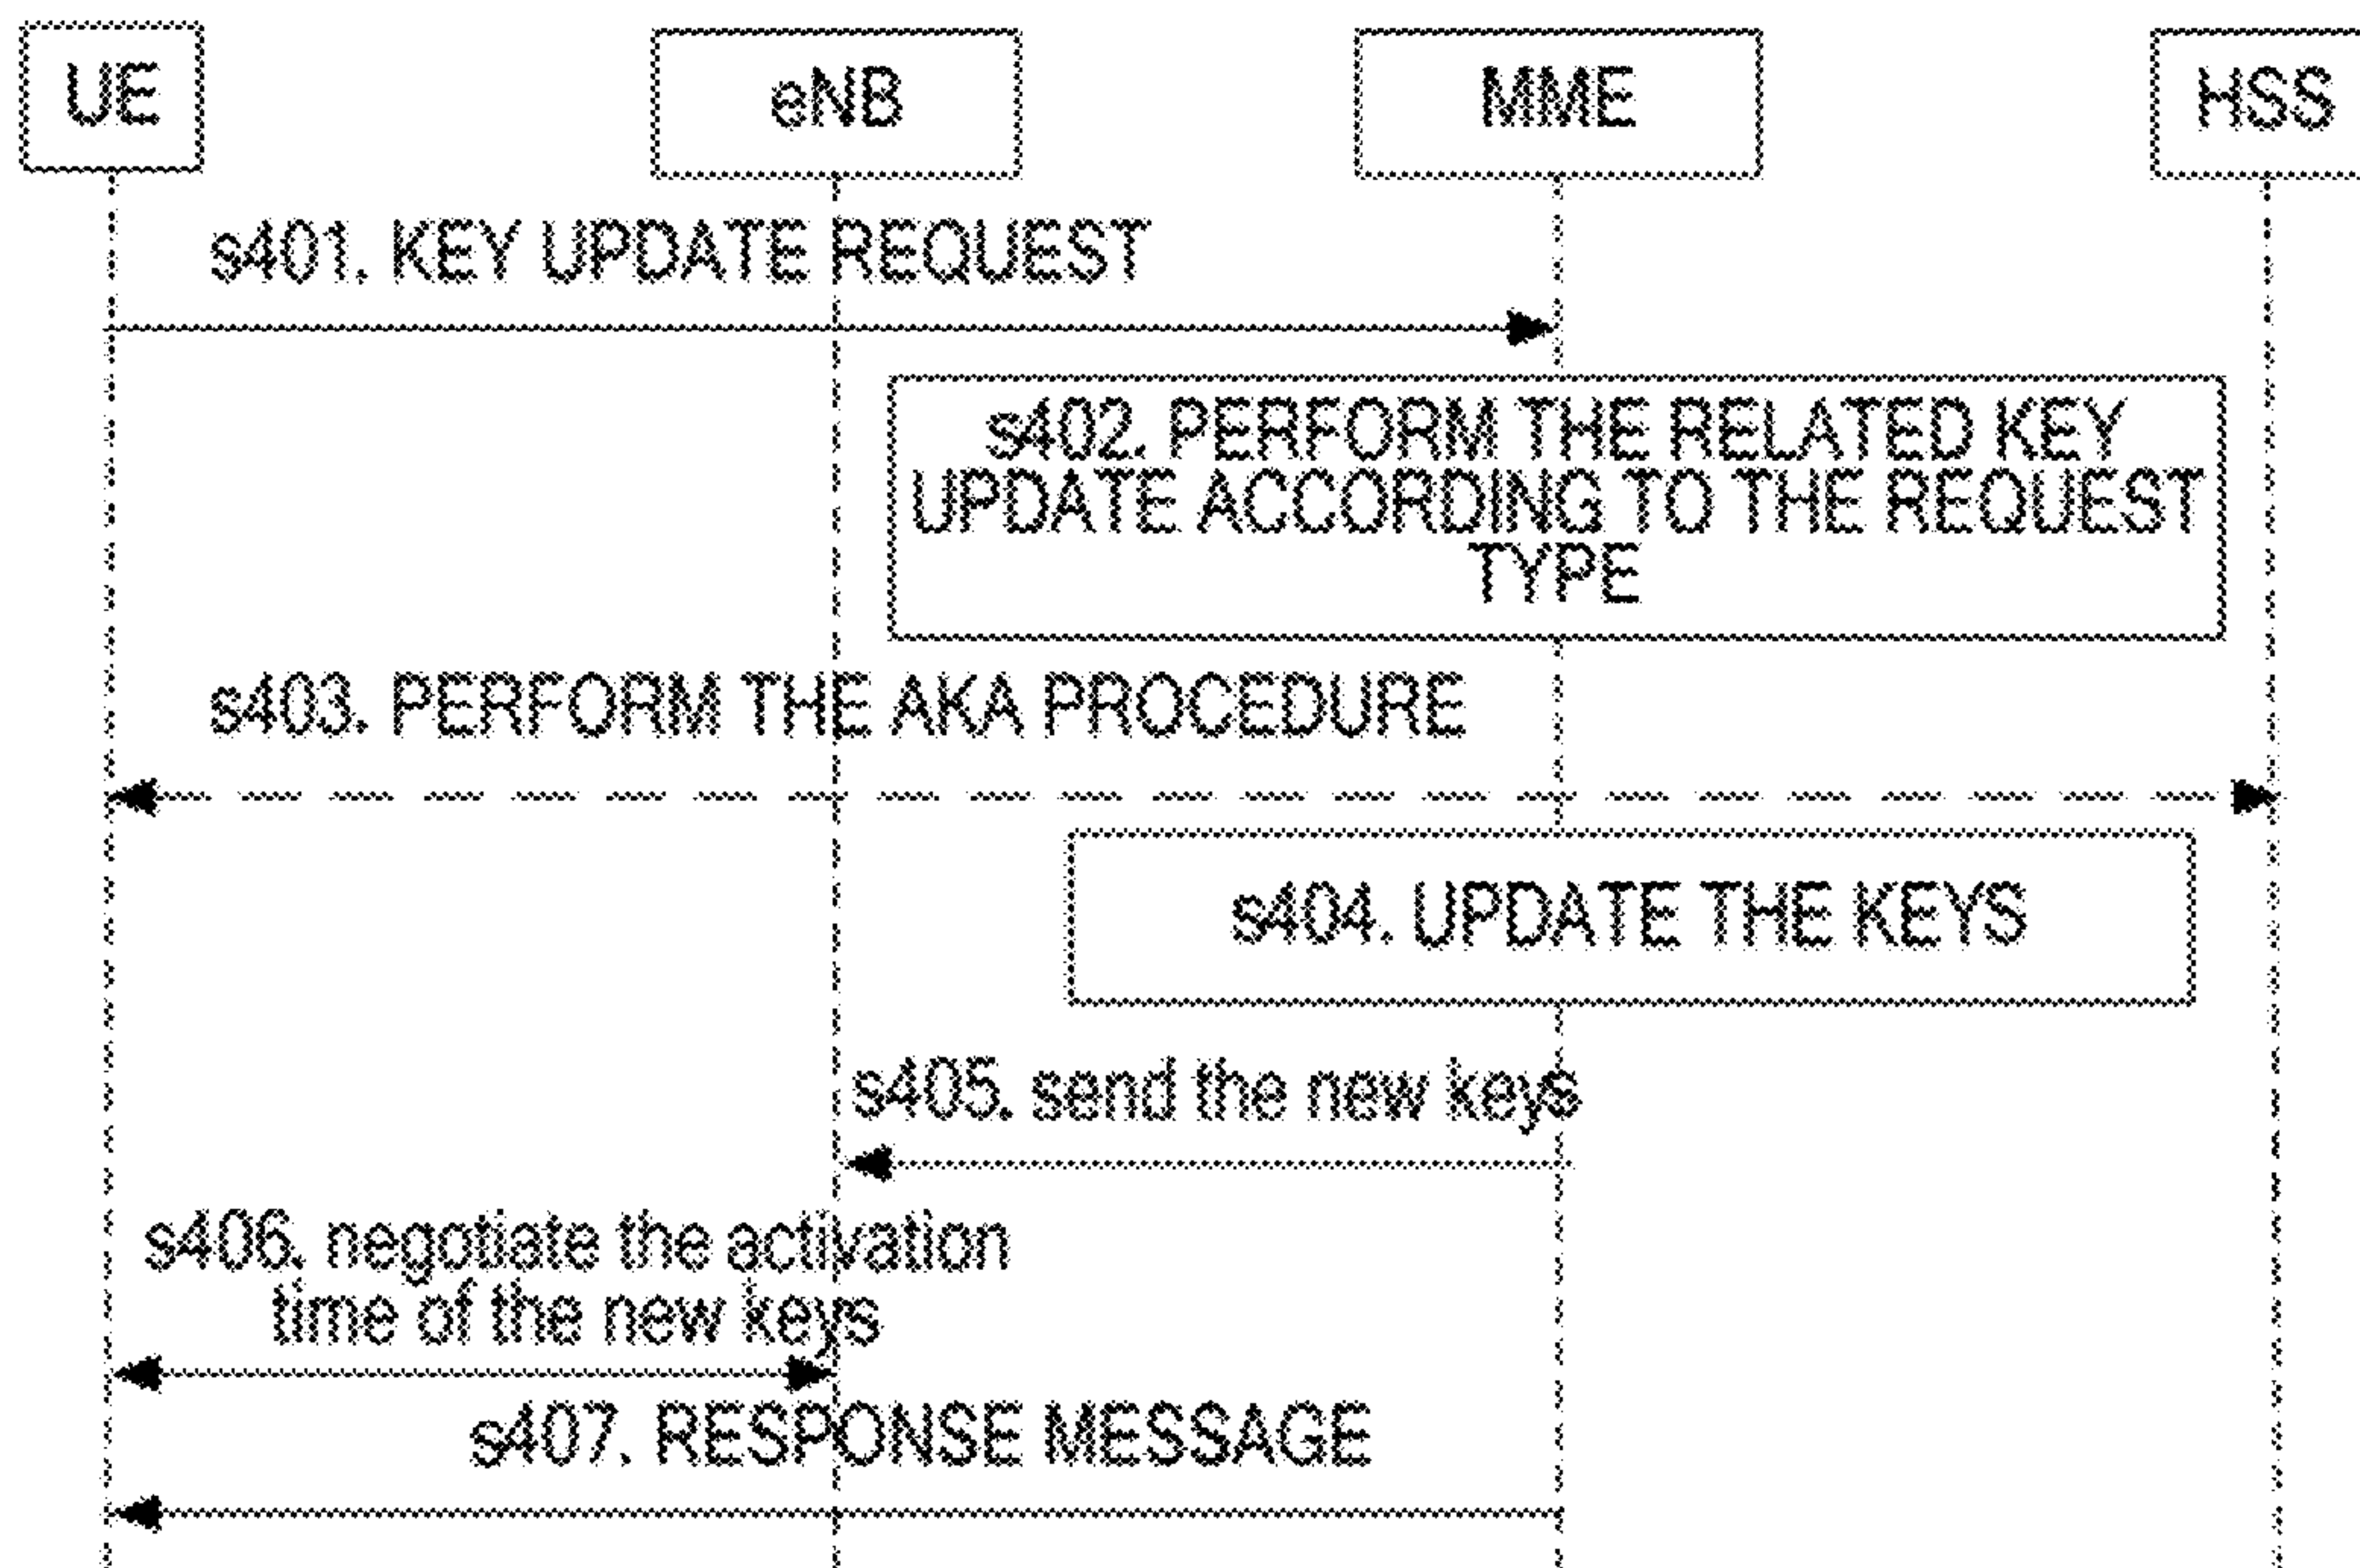 UE
eNB
MME
HSS
s401. KEY UPDATE REQUEST
s402. PERFORM THE RELATED KEY
UPDATE ACCORDING TO THE REQUEST
TYPE
s403. PERFORM THE AKA PROCEDURE
s404. UPDATE THE KEYS
s405. send the new keys
s406. negotiate the activation
time of the new keys
s407. RESPONSE MESSAGE